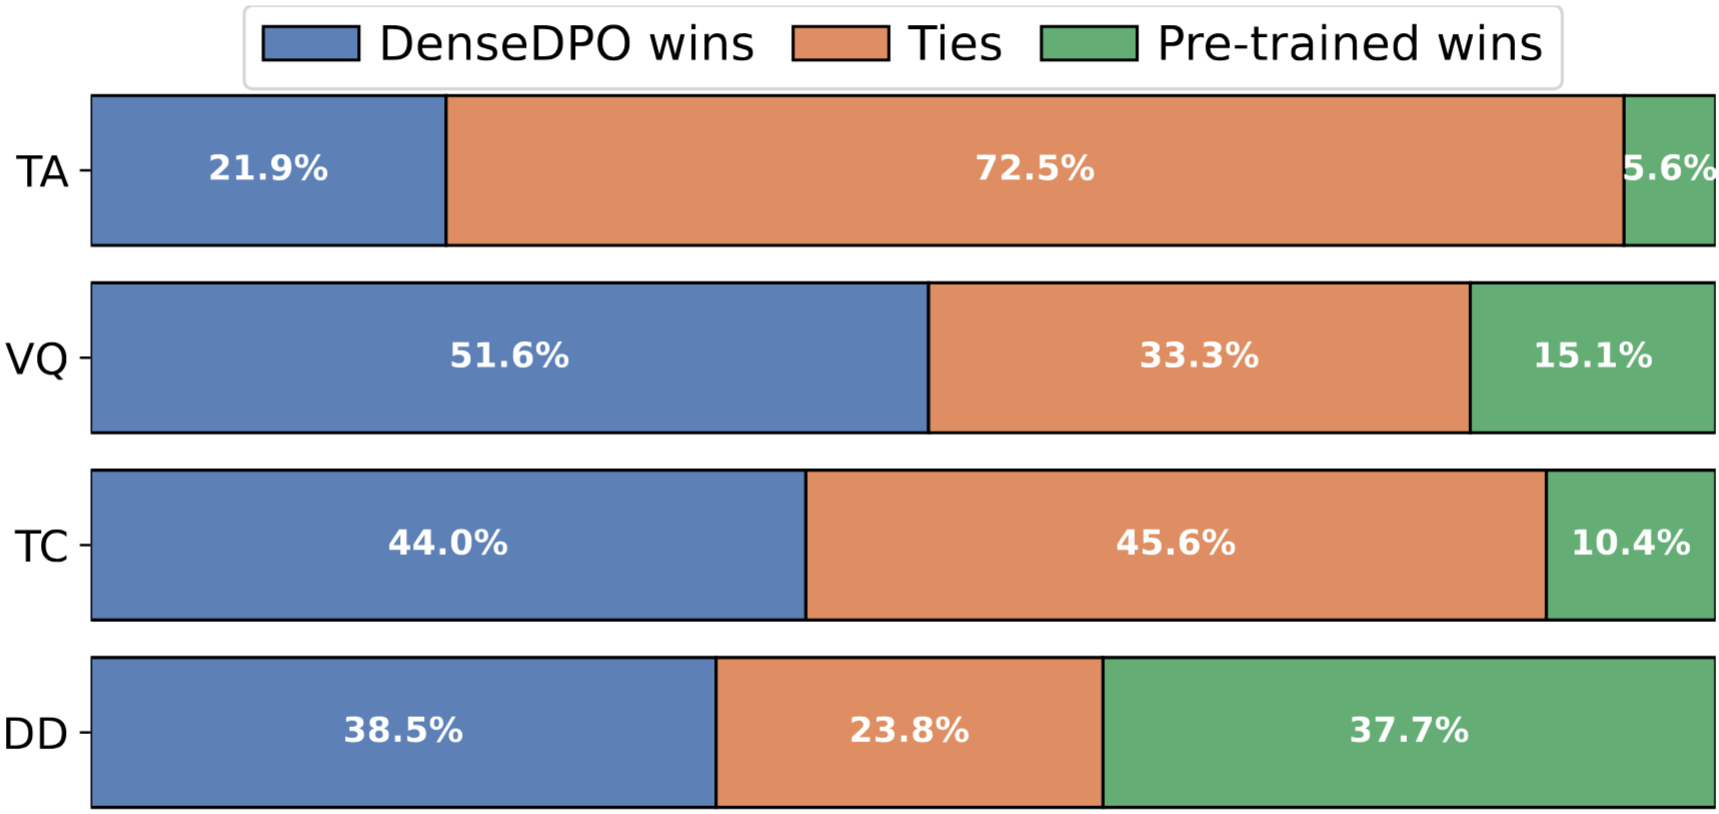 DenseDPO wins Ties Pre-trained wins
TA 21.9% 72.5% 5.6%
VQ 51.6% 33.3% 15.1%
TC 44.0% 45.6% 10.4%
DD 38.5% 23.8% 37.7%